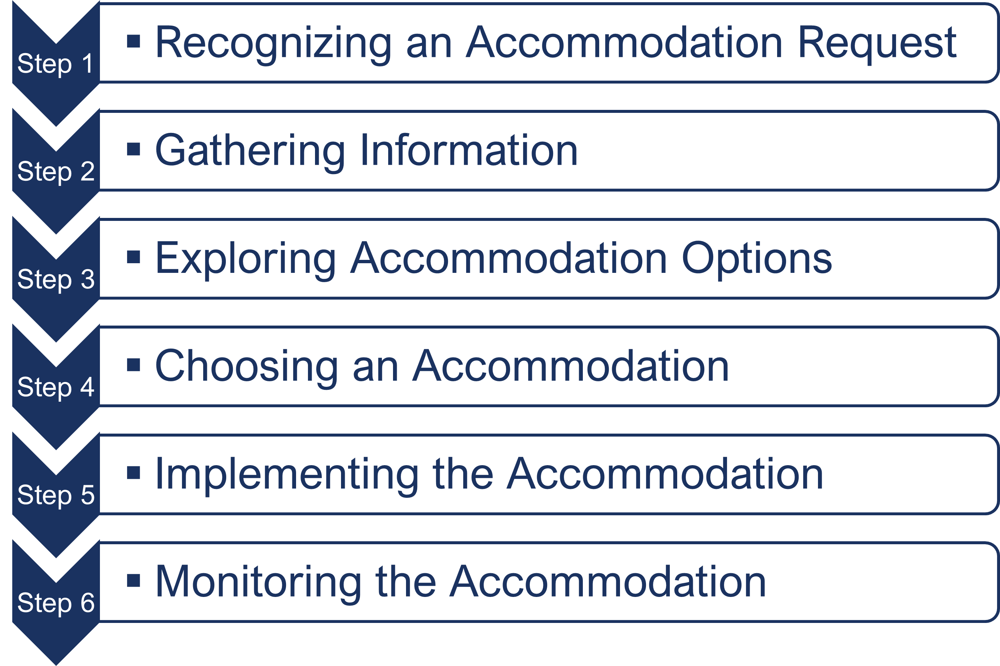 Step 1
▪ Recognizing an Accommodation Request
Step 2
▪ Gathering Information
Step 3
▪ Exploring Accommodation Options
Step 4
▪ Choosing an Accommodation
Step 5
▪ Implementing the Accommodation
Step 6
▪ Monitoring the Accommodation